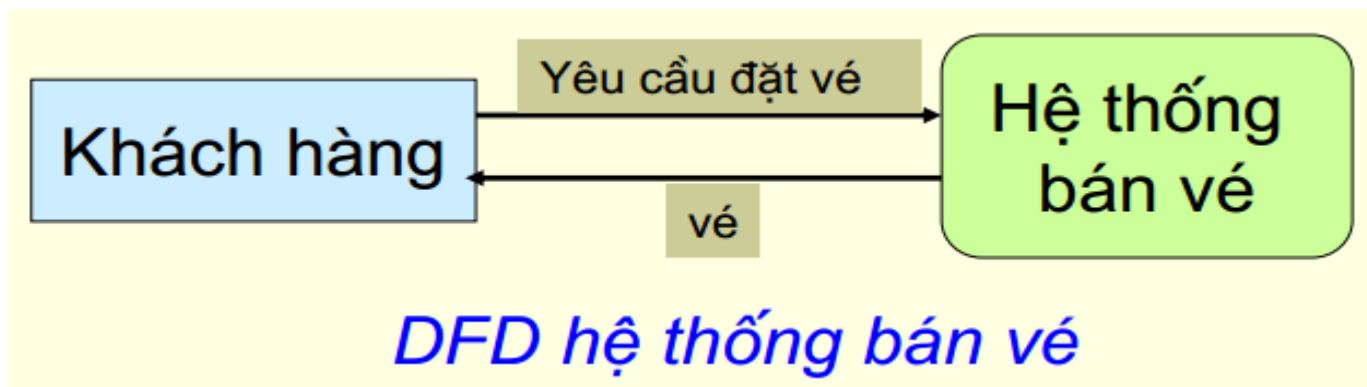 Yêu cầu đặt vé
Khách hàng
Hệ thống
bán vé
vé
DFD hệ thống bán vé